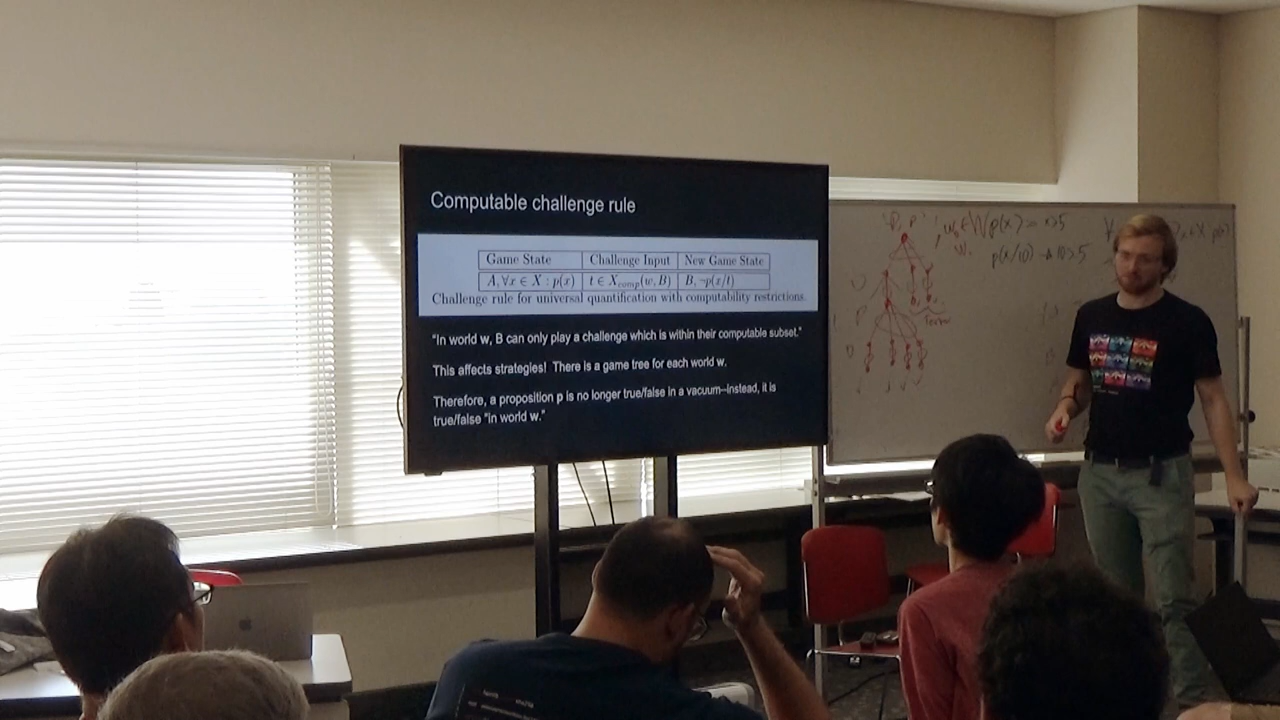 Computable challenge rule
Game State Challenge Input New Game State
A, ∀x ∈ X : p(x) t ∈ X_comp(w, B) B, ¬p(x/t)
Challenge rule for universal quantification with computability restrictions.
"In world w, B can only play a challenge which is within their computable subset."
This affects strategies! There is a game tree for each world w.
Therefore, a proposition p is no longer true/false in a vacuum—instead, it is
true/false "in world w."
p(x) = x>5